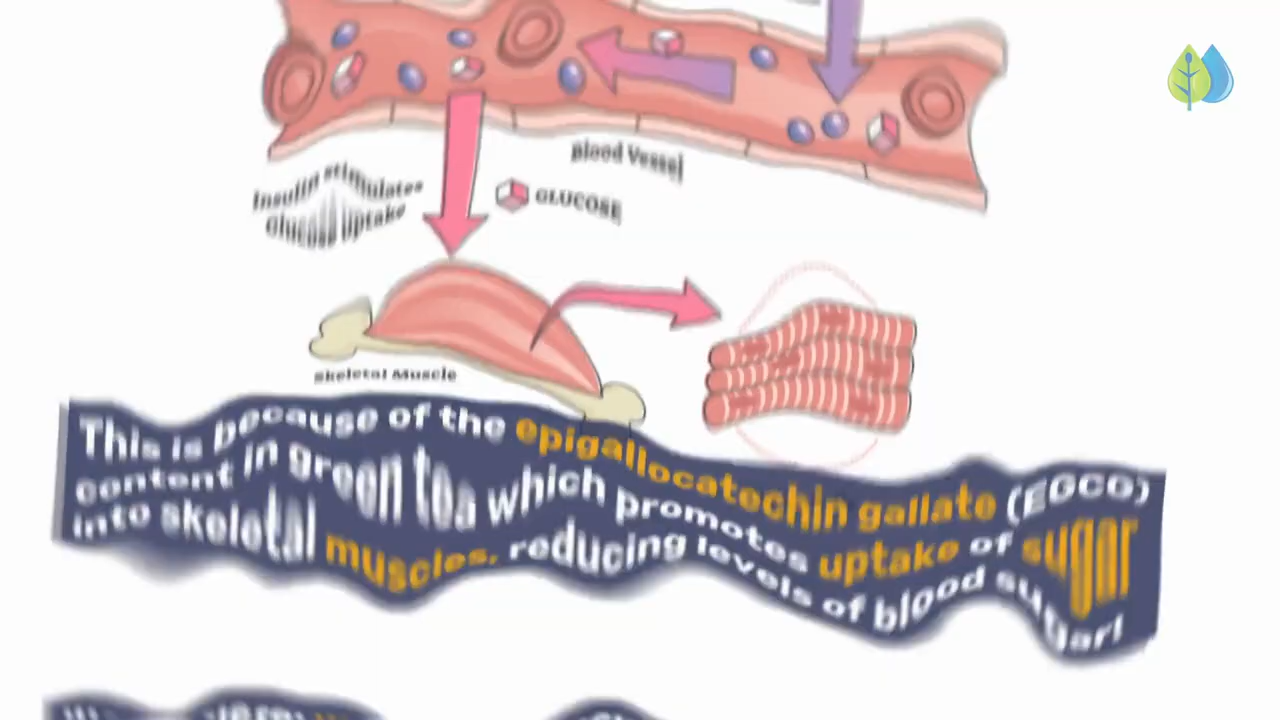 Blood Vessel
Insulin stimulates
Glucose uptake
GLUCOSE
Skeletal Muscle
This is because of the epigallocatechin gallate (EGCG)
content in green tea which promotes uptake of sugar
into skeletal muscles, reducing levels of blood sugar!